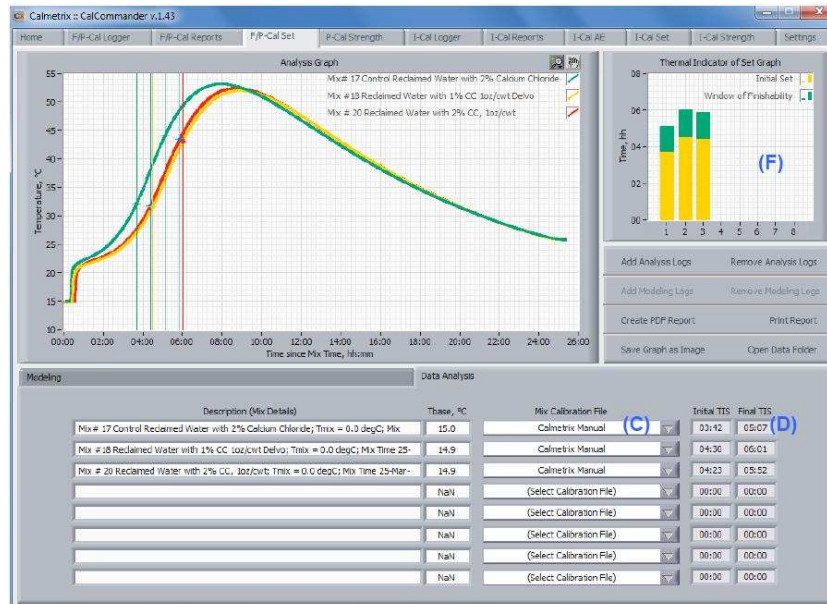 Calmetrix :: CalCommander v.1.43
Home F/P-Cal Logger F/P-Cal Reports F/P-Cal Set P-Cal Strength I-Cal Logger I-Cal Reports I-Cal AE I-Cal Set I-Cal Strength Settings
Analysis Graph
Mix# 17 Control Reclaimed Water with 2% Calcium Chloride
Mix #18 Reclaimed Water with 1% CC 1oz/cwt Delvo
Mix # 20 Reclaimed Water with 2% CC, 1oz/cwt
Temperature, °C
55
50
45
40
35
30
25
20
15
10
00:00 02:00 04:00 06:00 08:00 10:00 12:00 14:00 16:00 18:00 20:00 22:00 24:00 26:00
Time since Mix Time, hh:mm
Thermal Indicator of Set Graph
Initial Set
Window of Finishability
Time, hh
08
06
04
02
00
(F)
1 2 3 4 5 6 7 8
Add Analysis Logs Remove Analysis Logs
Add Modeling Logs Remove Modeling Logs
Create PDF Report Print Report
Save Graph as Image Open Data Folder
Modeling Data Analysis
Description (Mix Details) Tbase, °C Mix Calibration File Initial TIS Final TIS
Mix# 17 Control Reclaimed Water with 2% Calcium Chloride; Tmix = 0.0 degC; Mix 15.0 Calmetrix Manual (C) 03:42 05:07 (D)
Mix #18 Reclaimed Water with 1% CC 1oz/cwt Delvo; Tmix = 0.0 degC; Mix Time 25- 14.9 Calmetrix Manual 04:30 06:01
Mix # 20 Reclaimed Water with 2% CC, 1oz/cwt; Tmix = 0.0 degC; Mix Time 25-Mar- 14.9 Calmetrix Manual 04:23 05:52
NaN (Select Calibration File) 00:00 00:00
NaN (Select Calibration File) 00:00 00:00
NaN (Select Calibration File) 00:00 00:00
NaN (Select Calibration File) 00:00 00:00
NaN (Select Calibration File) 00:00 00:00